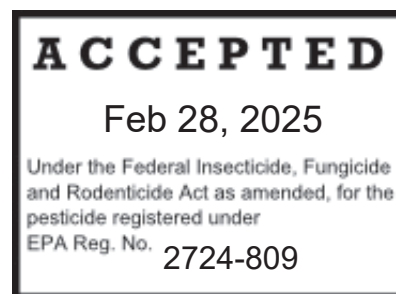 ACCEPTED
Feb 28, 2025
Under the Federal Insecticide, Fungicide
and Rodenticide Act as amended, for the
pesticide registered under
EPA Reg. No. 2724-809